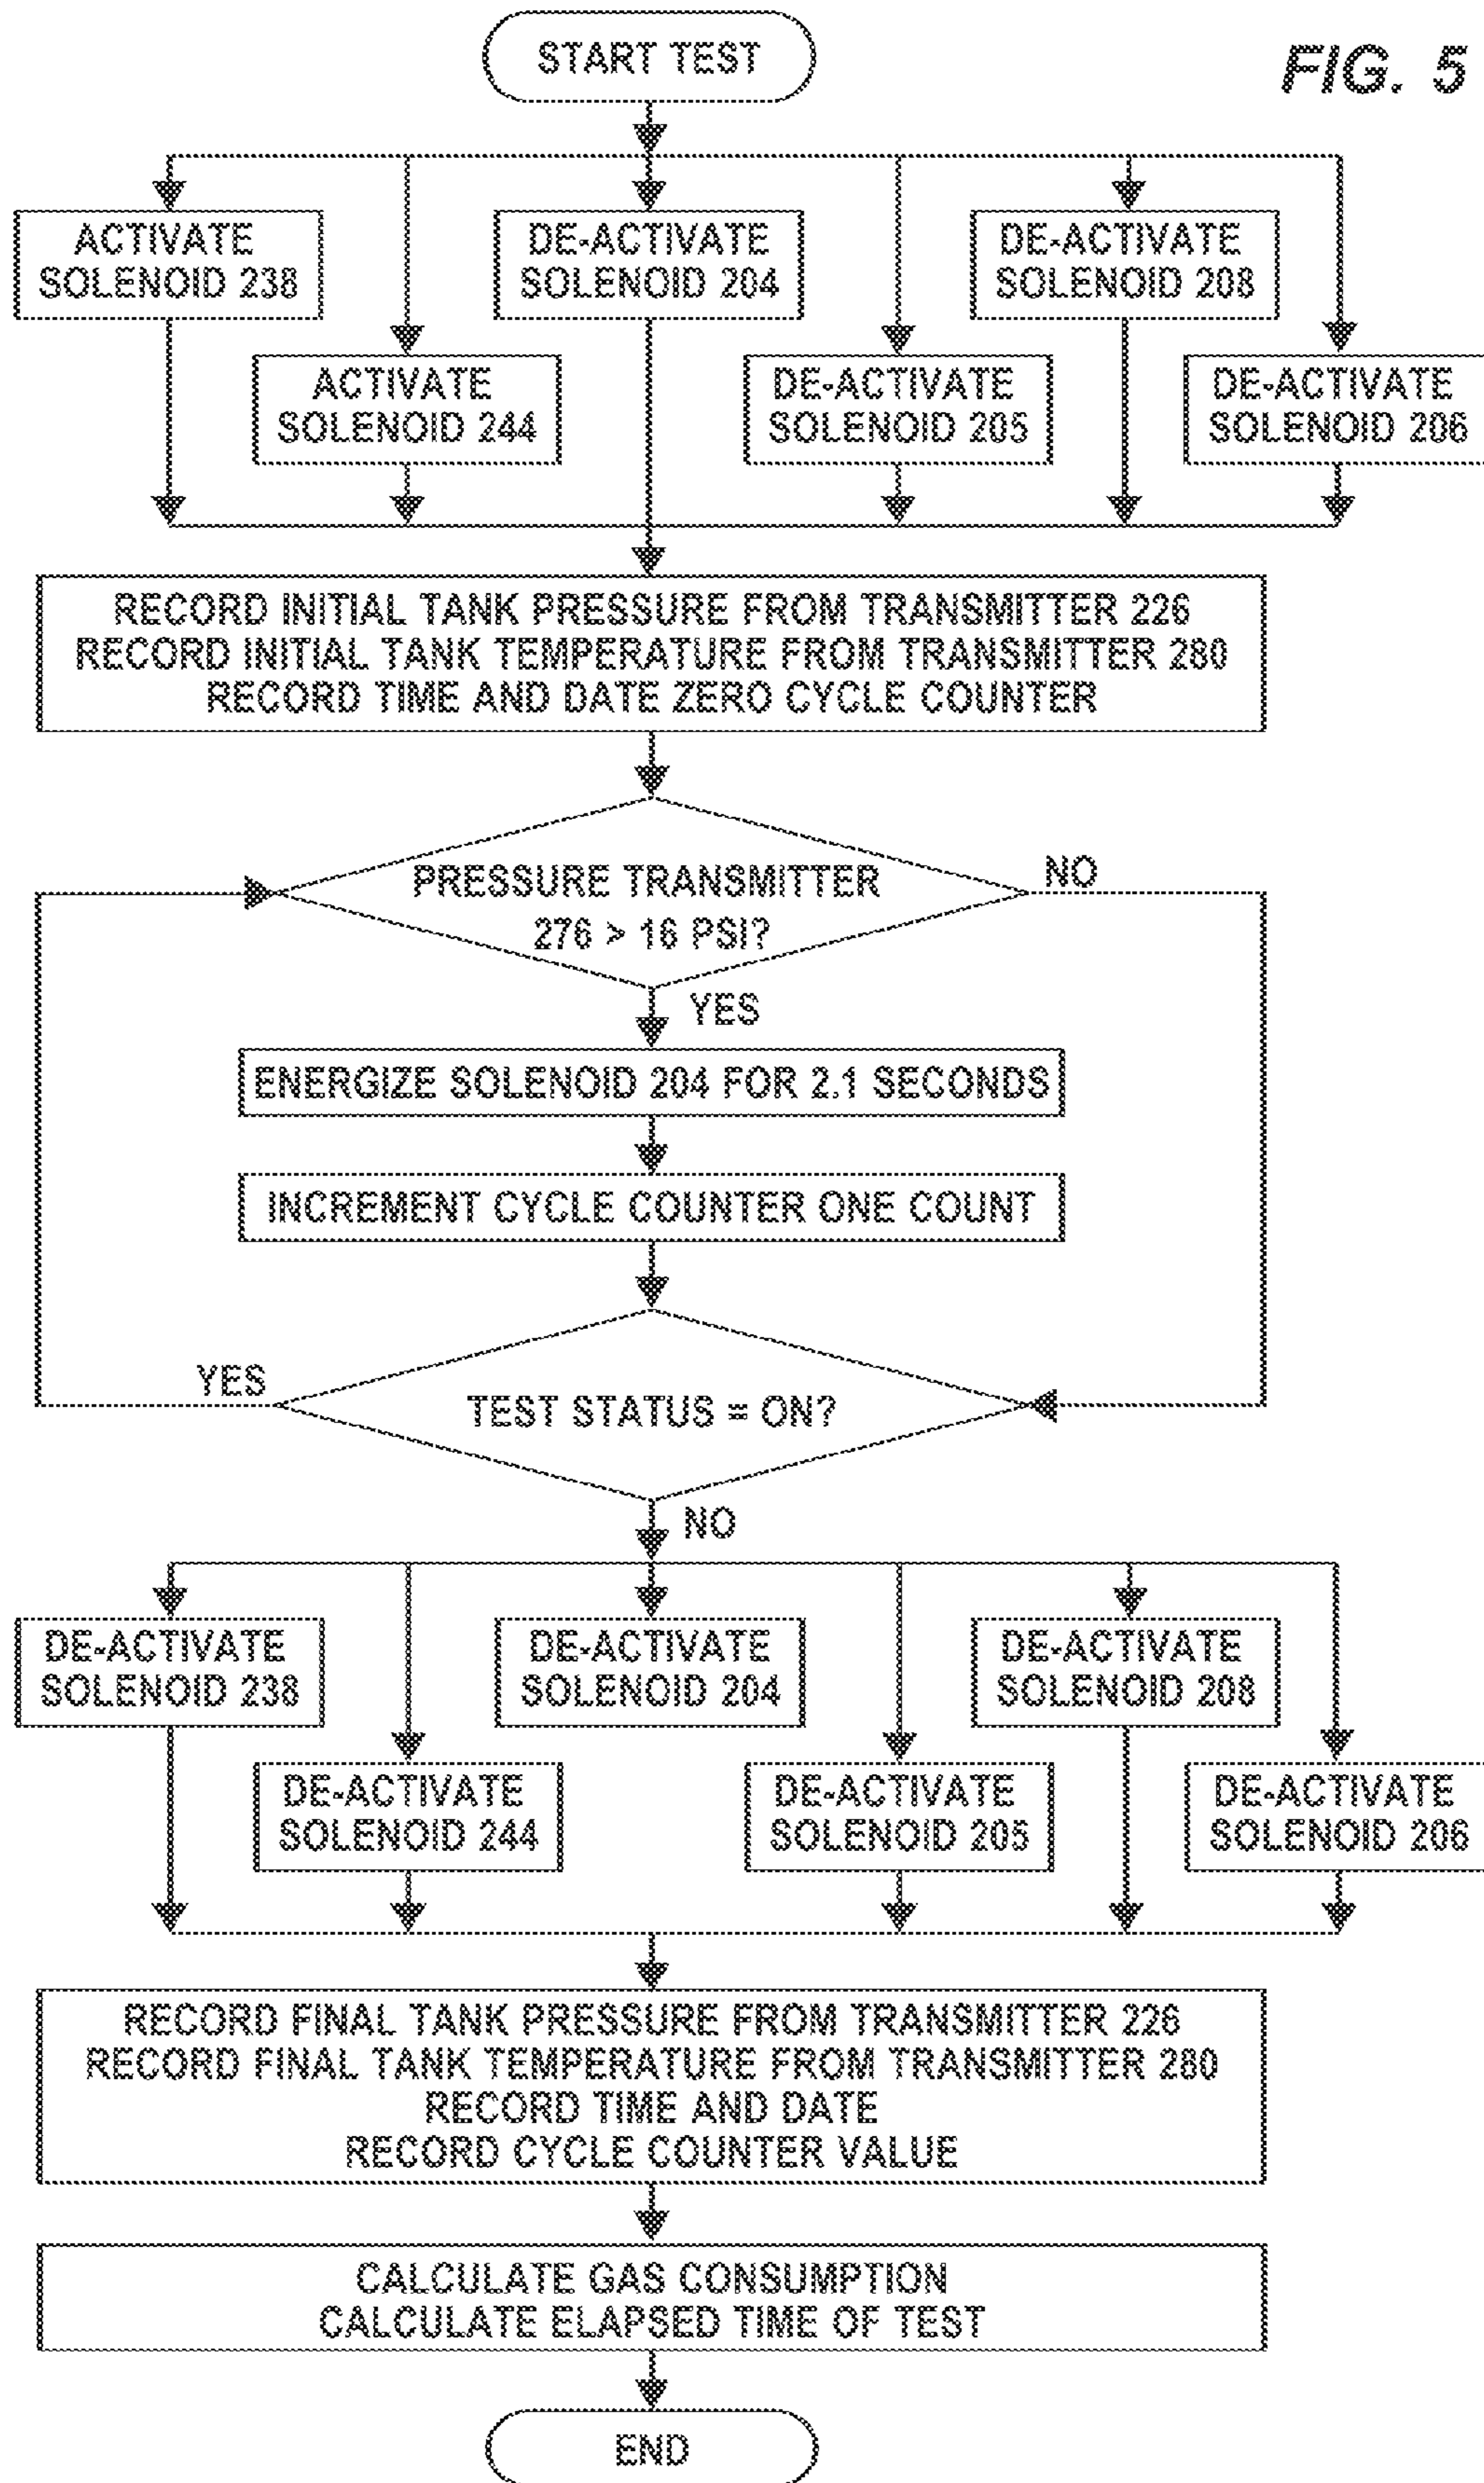 START TEST
FIG. 5
ACTIVATE
SOLENOID 238
DE-ACTIVATE
SOLENOID 204
DE-ACTIVATE
SOLENOID 208
ACTIVATE
SOLENOID 244
DE-ACTIVATE
SOLENOID 205
DE-ACTIVATE
SOLENOID 206
RECORD INITIAL TANK PRESSURE FROM TRANSMITTER 226
RECORD INITIAL TANK TEMPERATURE FROM TRANSMITTER 280
RECORD TIME AND DATE ZERO CYCLE COUNTER
PRESSURE TRANSMITTER
276 > 16 PSI?
NO
YES
ENERGIZE SOLENOID 204 FOR 2.1 SECONDS
INCREMENT CYCLE COUNTER ONE COUNT
YES
TEST STATUS = ON?
NO
DE-ACTIVATE
SOLENOID 238
DE-ACTIVATE
SOLENOID 204
DE-ACTIVATE
SOLENOID 208
DE-ACTIVATE
SOLENOID 244
DE-ACTIVATE
SOLENOID 205
DE-ACTIVATE
SOLENOID 206
RECORD FINAL TANK PRESSURE FROM TRANSMITTER 226
RECORD FINAL TANK TEMPERATURE FROM TRANSMITTER 280
RECORD TIME AND DATE
RECORD CYCLE COUNTER VALUE
CALCULATE GAS CONSUMPTION
CALCULATE ELAPSED TIME OF TEST
END